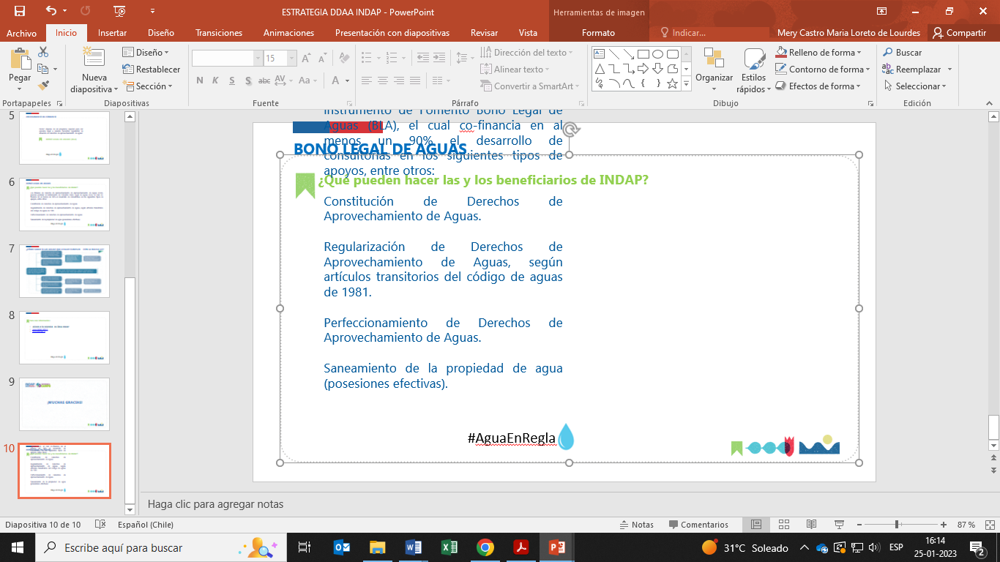 ESTRATEGIA DDAA INDAP - PowerPoint
Herramientas de imagen
Archivo
Inicio
Insertar
Diseño
Transiciones
Animaciones
Presentación con diapositivas
Revisar
Vista
Formato
Indicar...
Mery Castro Maria Loreto de Lourdes
Compartir
Pegar
Nueva
diapositiva
Diseño
Restablecer
Sección
15
N K S S abc AV Aa A
Dirección del texto
Alinear texto
Convertir a SmartArt
Organizar
Estilos
rápidos
Relleno de forma
Contorno de forma
Efectos de forma
Buscar
Reemplazar
Seleccionar
Portapapeles
Diapositivas
Fuente
Párrafo
Dibujo
Edición
5
6
7
8
9
¡MUCHAS GRACIAS!
10
Instrumento de Fomento Bono Legal de
Aguas (BLA), el cual co-financia en al
menos un 90% el desarrollo de
BONO LEGAL DE AGUAS
consultorías en los siguientes tipos de
apoyos, entre otros:
¿Qué pueden hacer las y los beneficiarios de INDAP?
Constitución de Derechos de
Aprovechamiento de Aguas.
Regularización de Derechos de
Aprovechamiento de Aguas, según
artículos transitorios del código de aguas
de 1981.
Perfeccionamiento de Derechos de
Aprovechamiento de Aguas.
Saneamiento de la propiedad de agua
(posesiones efectivas).
#AguaEnRegla
Haga clic para agregar notas
Diapositiva 10 de 10
Español (Chile)
Notas
Comentarios
87 %
Escribe aquí para buscar
31°C Soleado
ESP
16:14
25-01-2023
2